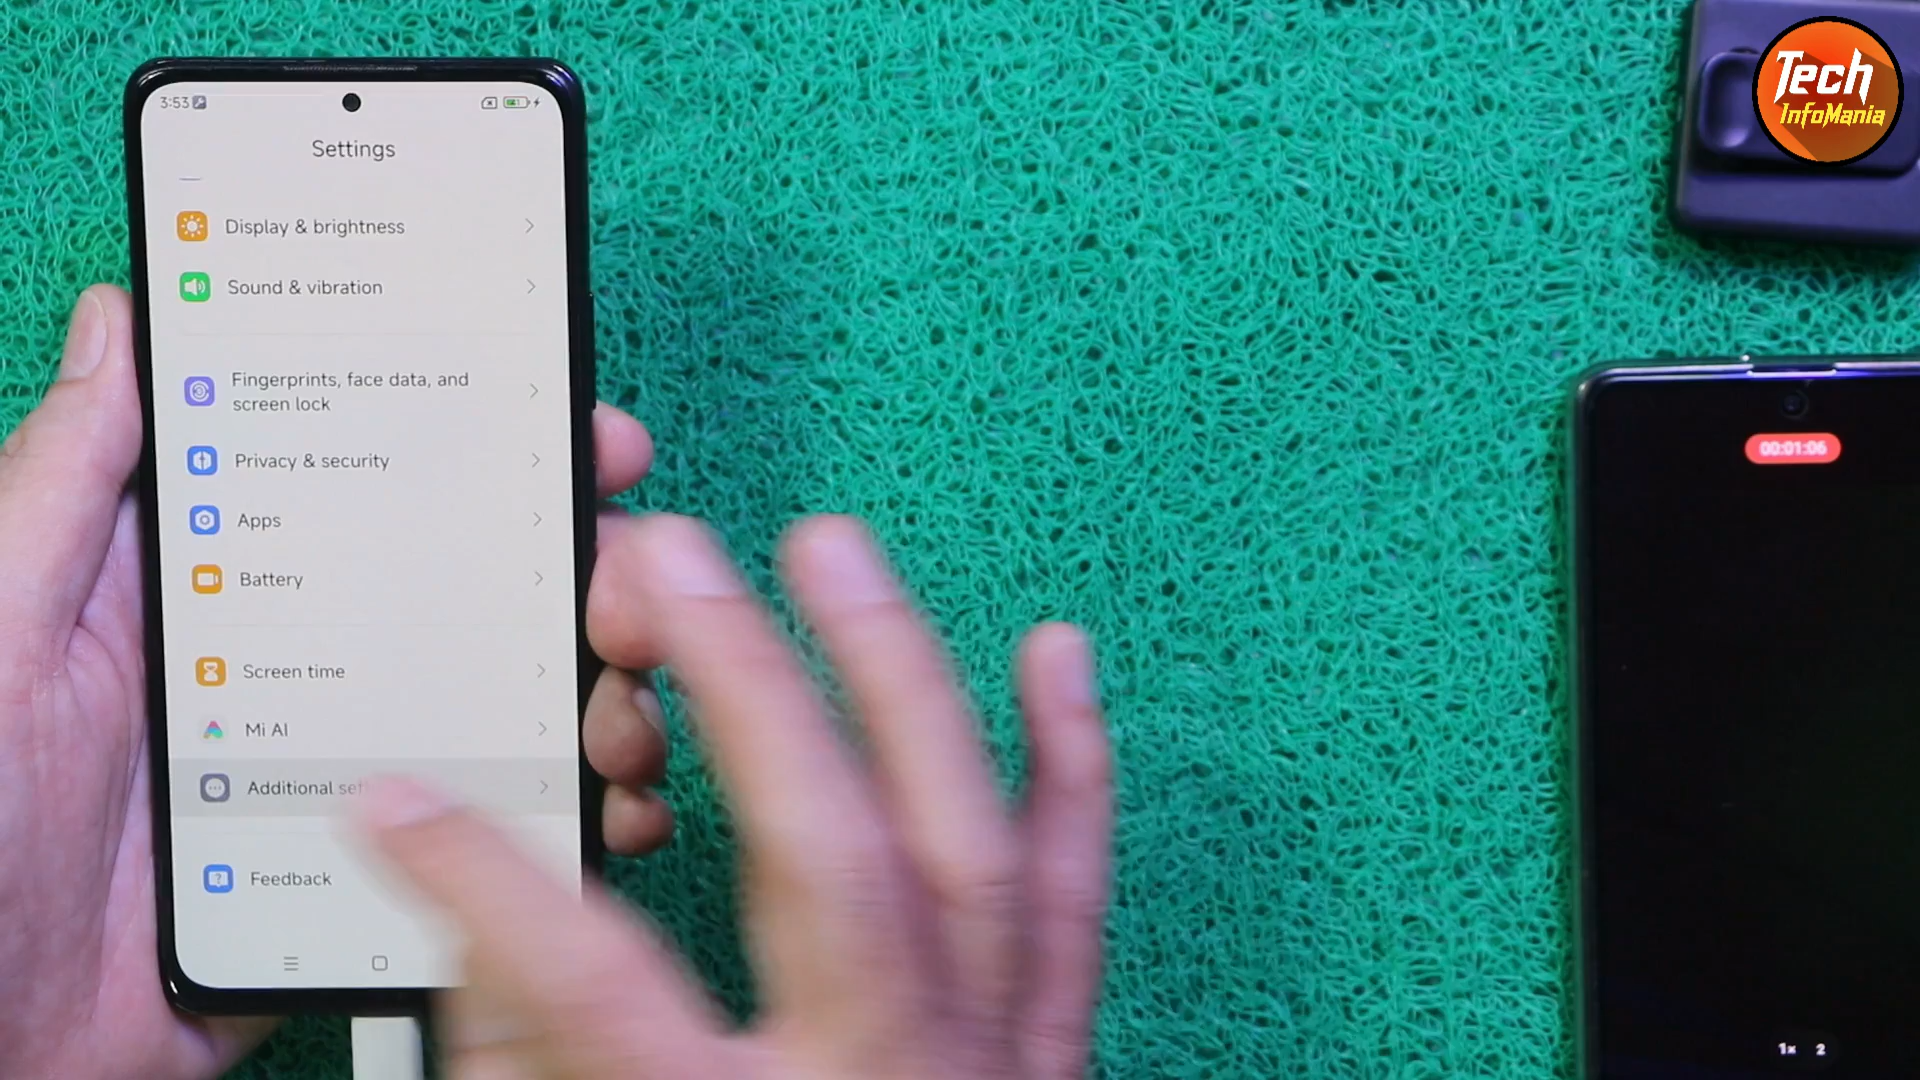 Tech
InfoMania
3:53
Settings
Display & brightness
Sound & vibration
Fingerprints, face data, and
screen lock
Privacy & security
Apps
Battery
Screen time
Mi AI
Additional
Feedback
00:01:06
1x 2